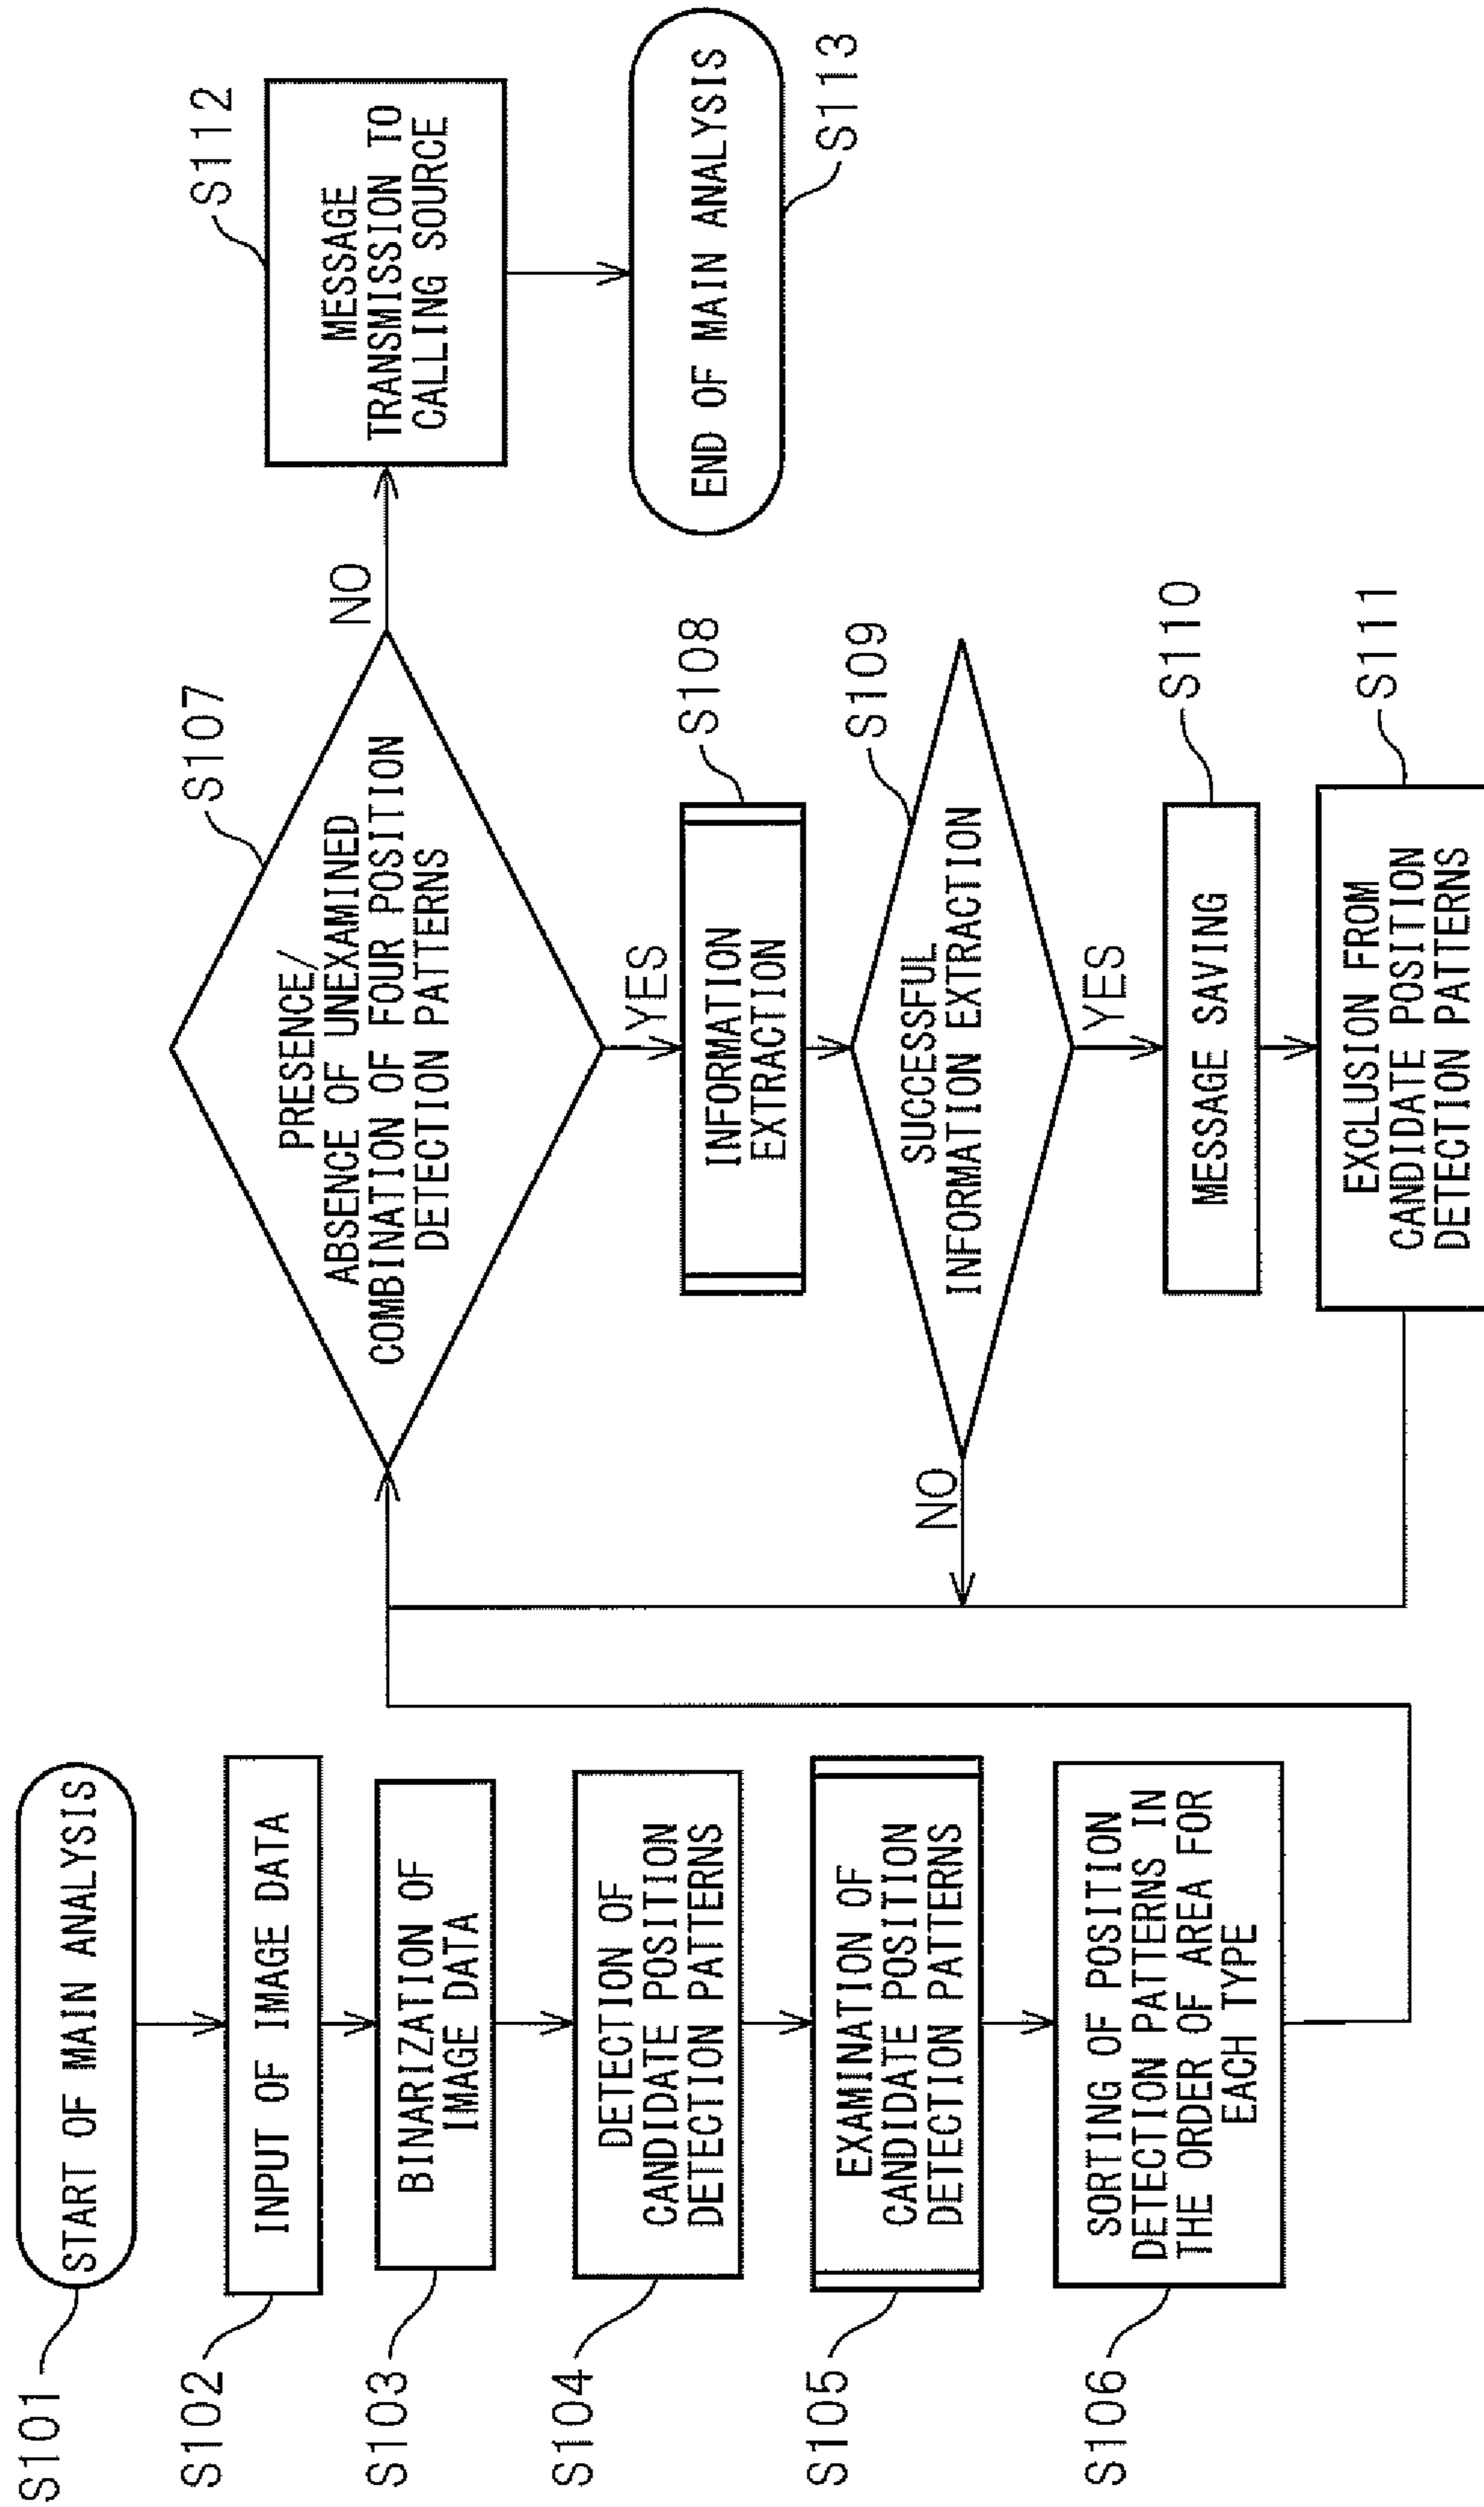 S101
START OF MAIN ANALYSIS
S102
INPUT OF IMAGE DATA
S103
BINARIZATION OF
IMAGE DATA
S104
DETECTION OF
CANDIDATE POSITION
DETECTION PATTERNS
S105
EXAMINATION OF
CANDIDATE POSITION
DETECTION PATTERNS
S106
SORTING OF POSITION
DETECTION PATTERNS IN
THE ORDER OF AREA FOR
EACH TYPE
S107
PRESENCE/
ABSENCE OF UNEXAMINED
COMBINATION OF FOUR POSITION
DETECTION PATTERNS
NO
YES
S108
INFORMATION
EXTRACTION
S109
SUCCESSFUL
INFORMATION EXTRACTION
NO
YES
S110
MESSAGE SAVING
S111
EXCLUSION FROM
CANDIDATE POSITION
DETECTION PATTERNS
S112
MESSAGE
TRANSMISSION TO
CALLING SOURCE
END OF MAIN ANALYSIS
S113